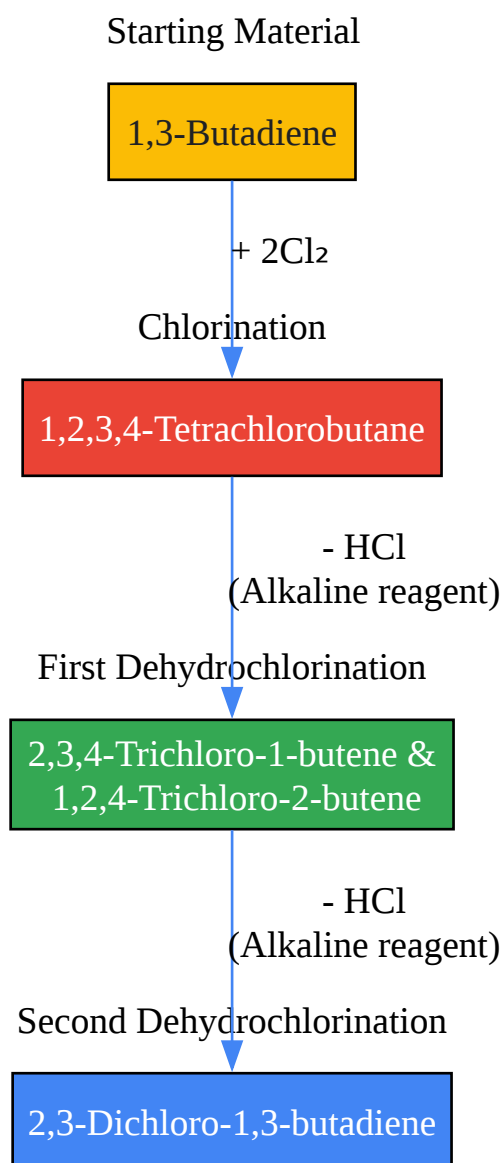 Starting Material
1,3-Butadiene
+ 2Cl₂
Chlorination
1,2,3,4-Tetrachlorobutane
- HCl
(Alkaline reagent)
First Dehydrochlorination
2,3,4-Trichloro-1-butene &
1,2,4-Trichloro-2-butene
- HCl
(Alkaline reagent)
Second Dehydrochlorination
2,3-Dichloro-1,3-butadiene